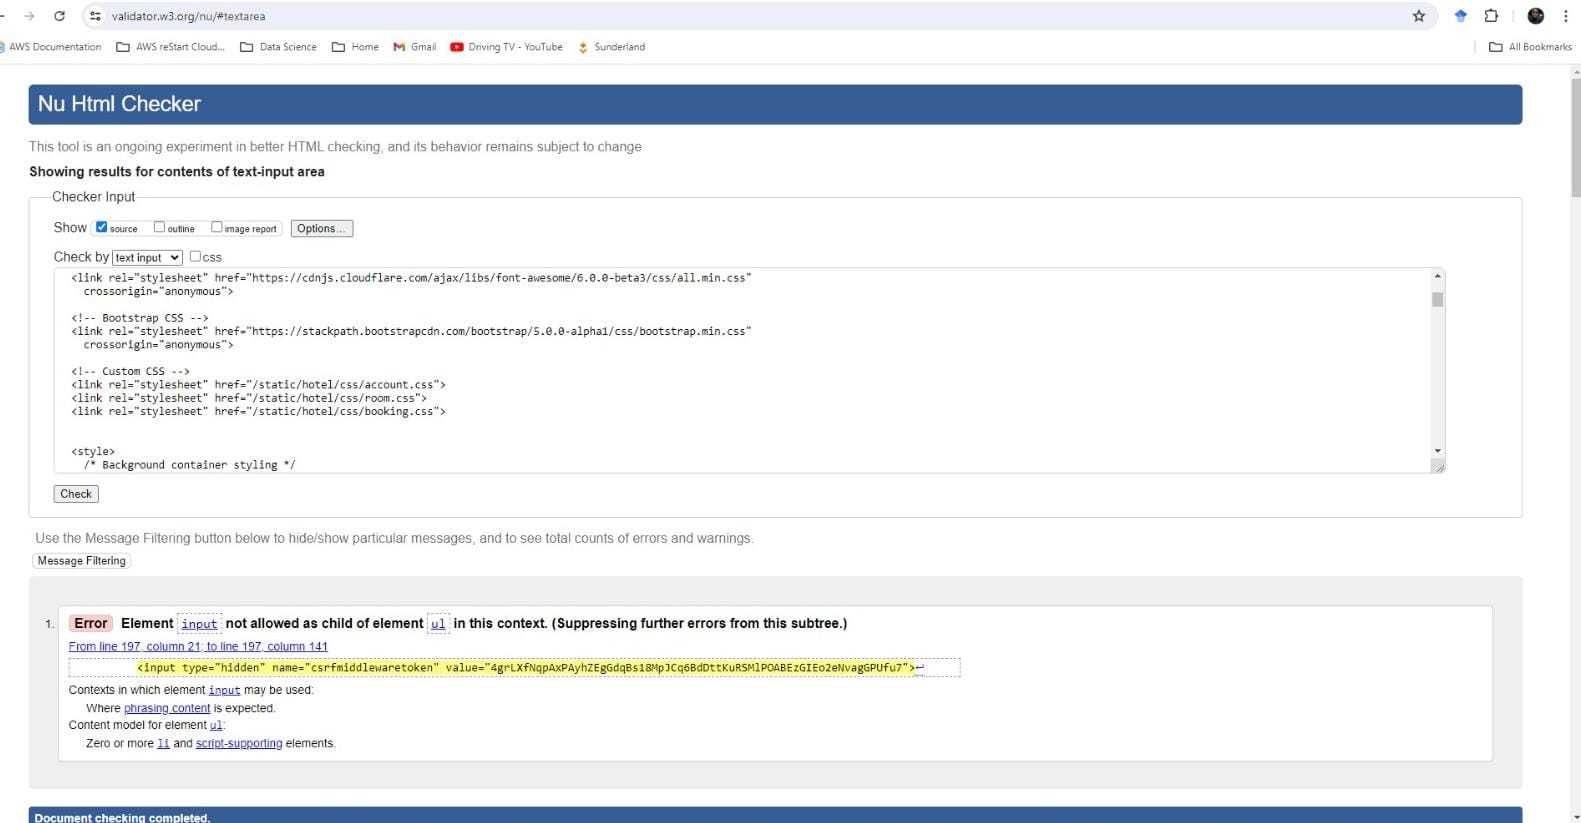 validator.w3.org/nu/#textarea
AWS Documentation AWS reStart Cloud... Data Science Home Gmail Driving TV - YouTube Sunderland All Bookmarks
Nu Html Checker
This tool is an ongoing experiment in better HTML checking, and its behavior remains subject to change
Showing results for contents of text-input area
Checker Input
Show source outline image report Options...
Check by text input css
<link rel="stylesheet" href="https://cdnjs.cloudflare.com/ajax/libs/font-awesome/6.0.0-beta3/css/all.min.css"
crossorigin="anonymous">
<!-- Bootstrap CSS -->
<link rel="stylesheet" href="https://stackpath.bootstrapcdn.com/bootstrap/5.0.0-alpha1/css/bootstrap.min.css"
crossorigin="anonymous">
<!-- Custom CSS -->
<link rel="stylesheet" href="/static/hotel/css/account.css">
<link rel="stylesheet" href="/static/hotel/css/room.css">
<link rel="stylesheet" href="/static/hotel/css/booking.css">
<style>
/* Background container styling */
Check
Use the Message Filtering button below to hide/show particular messages, and to see total counts of errors and warnings.
Message Filtering
1. Error Element input not allowed as child of element ul in this context. (Suppressing further errors from this subtree.)
From line 197, column 21; to line 197, column 141
<input type="hidden" name="csrfmiddlewaretoken" value="4grLXfNqpAxPAyhZEgGdqBs18MpJCq6BdDttKuRSMlPOABEzGIEo2eNvagGPUfu7">↩
Contexts in which element input may be used:
Where phrasing content is expected.
Content model for element ul:
Zero or more li and script-supporting elements.
Document checking completed.